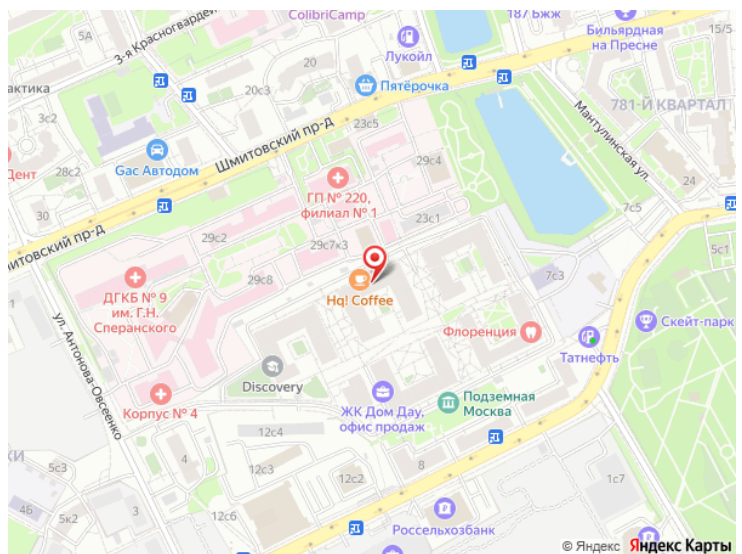 ColibriCamp
187 Бжж
Бильярдная
на Пресне
15/5
5А
3-я Красногвардей
Лукойл
20
актика
20с3
Пятёрочка
3с2
23с5
781-Й КВАРТАЛ
Мантулинская ул.
Шмитовский пр-д
28с2
Gac Автодом
Дент
29с4
ГП № 220,
филиал № 1
24
30
23с1
7с5
29с2
29с7к3
5с1
митовский пр-д
29с8
7с3
ДГКБ № 9
им. Г.Н.
Сперанского
Hq! Coffee
Флоренция
Скейт-парк
Татнефть
ул. Антонова-Овсеенко
Discovery
Корпус № 4
ЖК Дом Дау,
офис продаж
Подземная
Москва
12с4
КИ
4
5с3
12с3
8
12с2
1с7
4Б
3
5к2
12с6
Россельхозбанк
© Яндекс Яндекс Карты